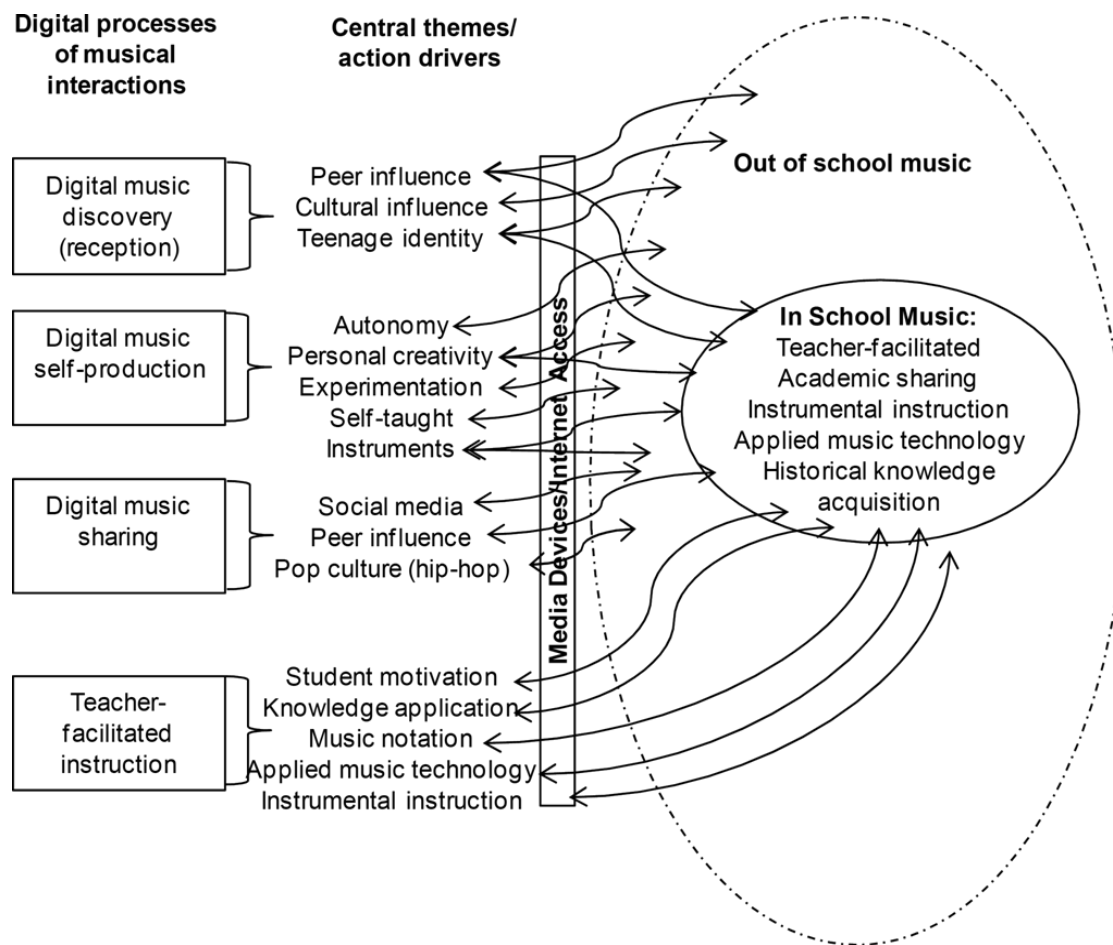 Digital processes
of musical
interactions
Central themes/
action drivers
Digital music
discovery
(reception)
Peer influence
Cultural influence
Teenage identity
Digital music
self-production
Autonomy
Personal creativity
Experimentation
Self-taught
Instruments
Digital music
sharing
Social media
Peer influence
Pop culture (hip-hop)
Teacher-
facilitated
instruction
Student motivation
Knowledge application
Music notation
Applied music technology
Instrumental instruction
Media Devices/Internet Access
Out of school music
In School Music:
Teacher-facilitated
Academic sharing
Instrumental instruction
Applied music technology
Historical knowledge
acquisition